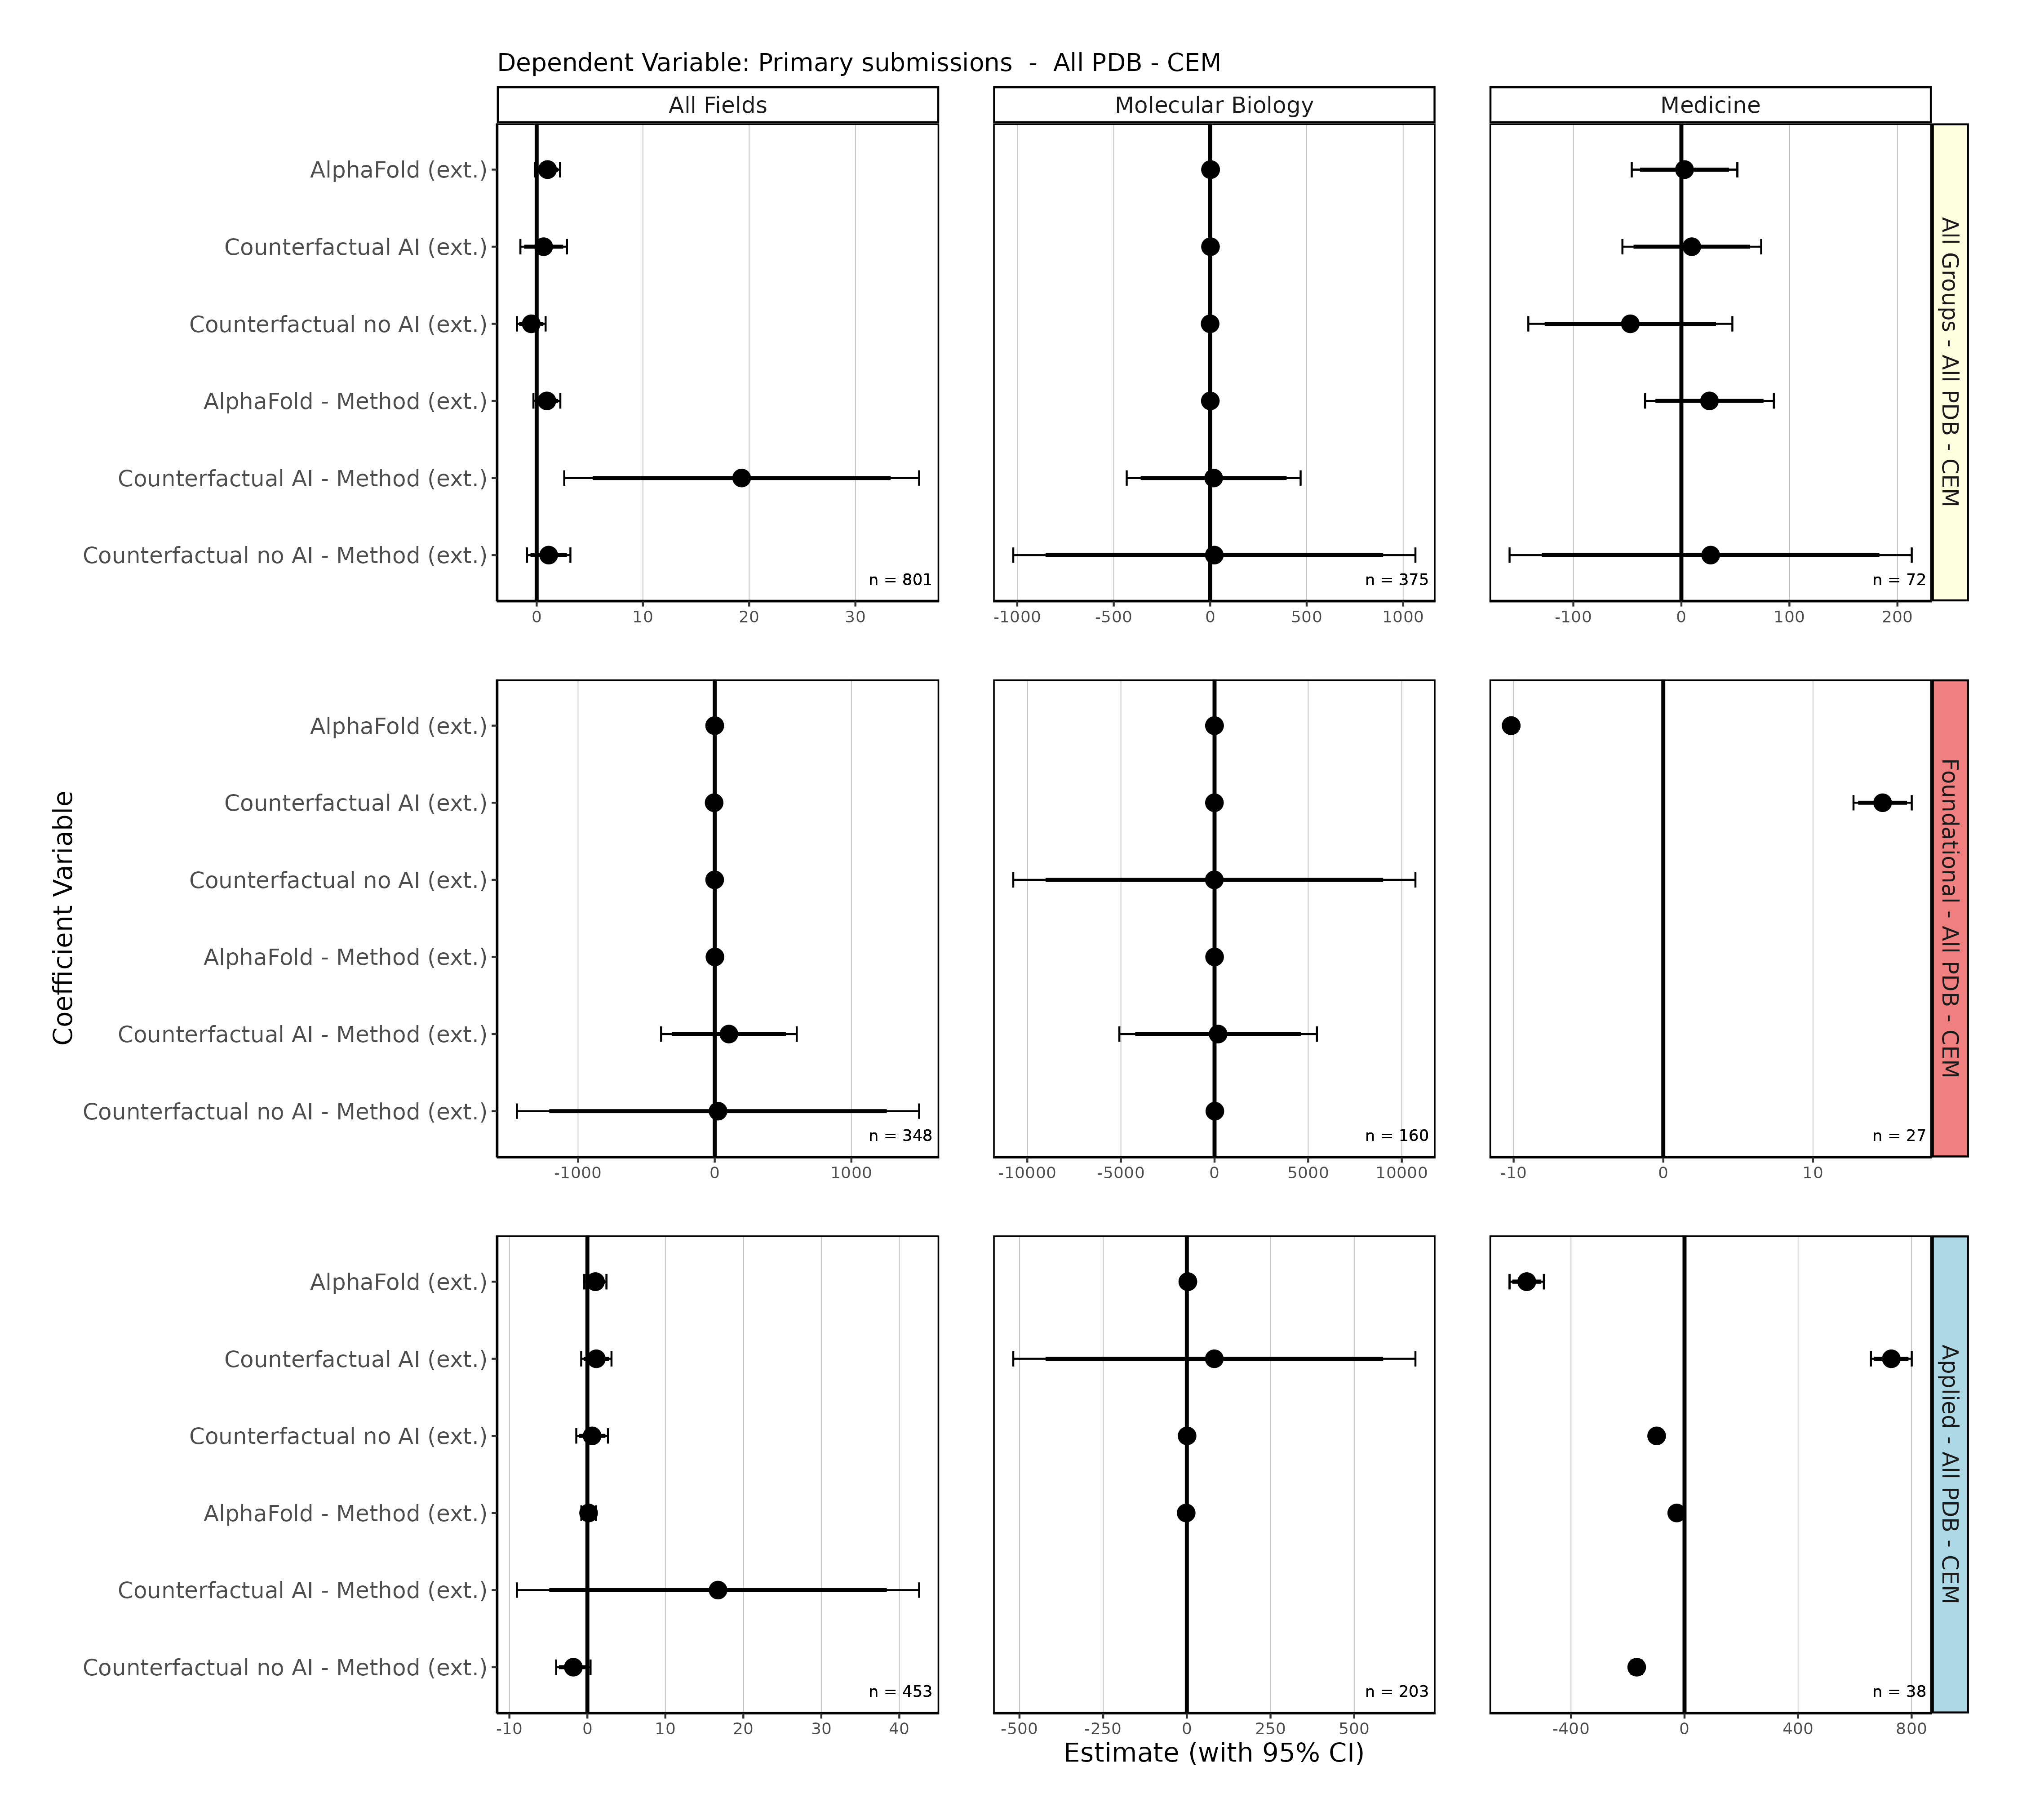 Dependent Variable: Primary submissions  -  All PDB - CEM
All Fields
Molecular Biology
Medicine
AlphaFold (ext.)
Counterfactual AI (ext.)
Counterfactual no AI (ext.)
AlphaFold - Method (ext.)
Counterfactual AI - Method (ext.)
Counterfactual no AI - Method (ext.)
n = 801
n = 375
n = 72
0 10 20 30
-1000 -500 0 500 1000
-100 0 100 200
All Groups - All PDB - CEM
Coefficient Variable
AlphaFold (ext.)
Counterfactual AI (ext.)
Counterfactual no AI (ext.)
AlphaFold - Method (ext.)
Counterfactual AI - Method (ext.)
Counterfactual no AI - Method (ext.)
n = 348
n = 160
n = 27
-1000 0 1000
-10000 -5000 0 5000 10000
-10 0 10
Foundational - All PDB - CEM
AlphaFold (ext.)
Counterfactual AI (ext.)
Counterfactual no AI (ext.)
AlphaFold - Method (ext.)
Counterfactual AI - Method (ext.)
Counterfactual no AI - Method (ext.)
n = 453
n = 203
n = 38
-10 0 10 20 30 40
-500 -250 0 250 500
-400 0 400 800
Applied - All PDB - CEM
Estimate (with 95% CI)